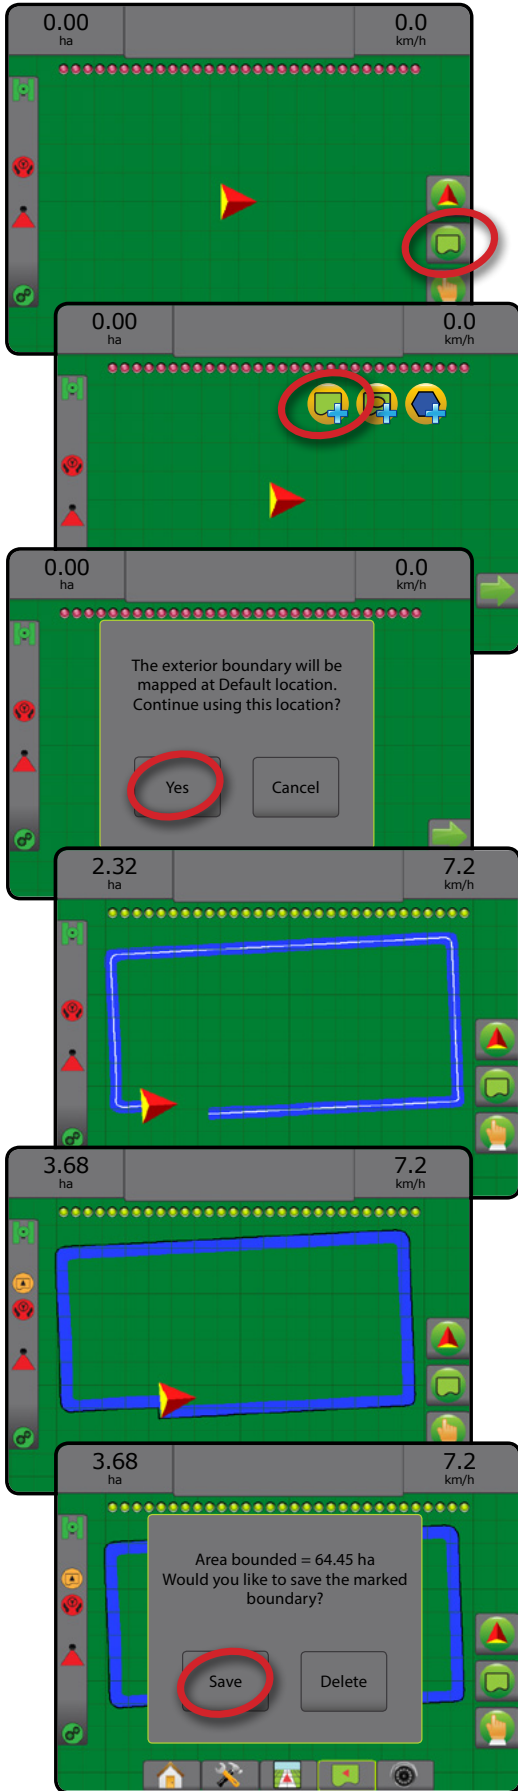 0.00
ha
0.0
km/h
0.00
ha
0.0
km/h
0.00
ha
0.0
km/h
The exterior boundary will be
mapped at Default location.
Continue using this location?
Yes
Cancel
2.32
ha
7.2
km/h
3.68
ha
7.2
km/h
3.68
ha
7.2
km/h
Area bounded = 64.45 ha
Would you like to save the marked
boundary?
Save
Delete